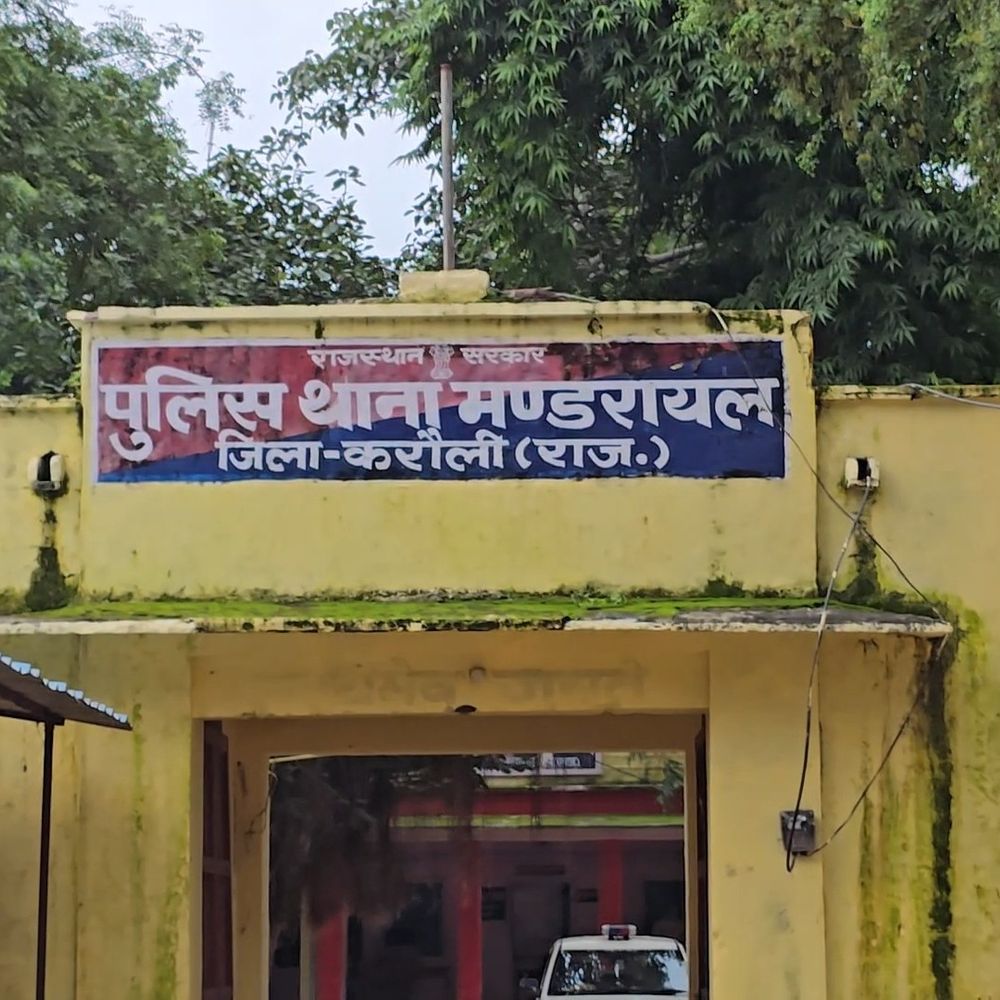 राजस्थान सरकार
पुलिस थाना मण्डरायल
जिला-करौली (राज.)